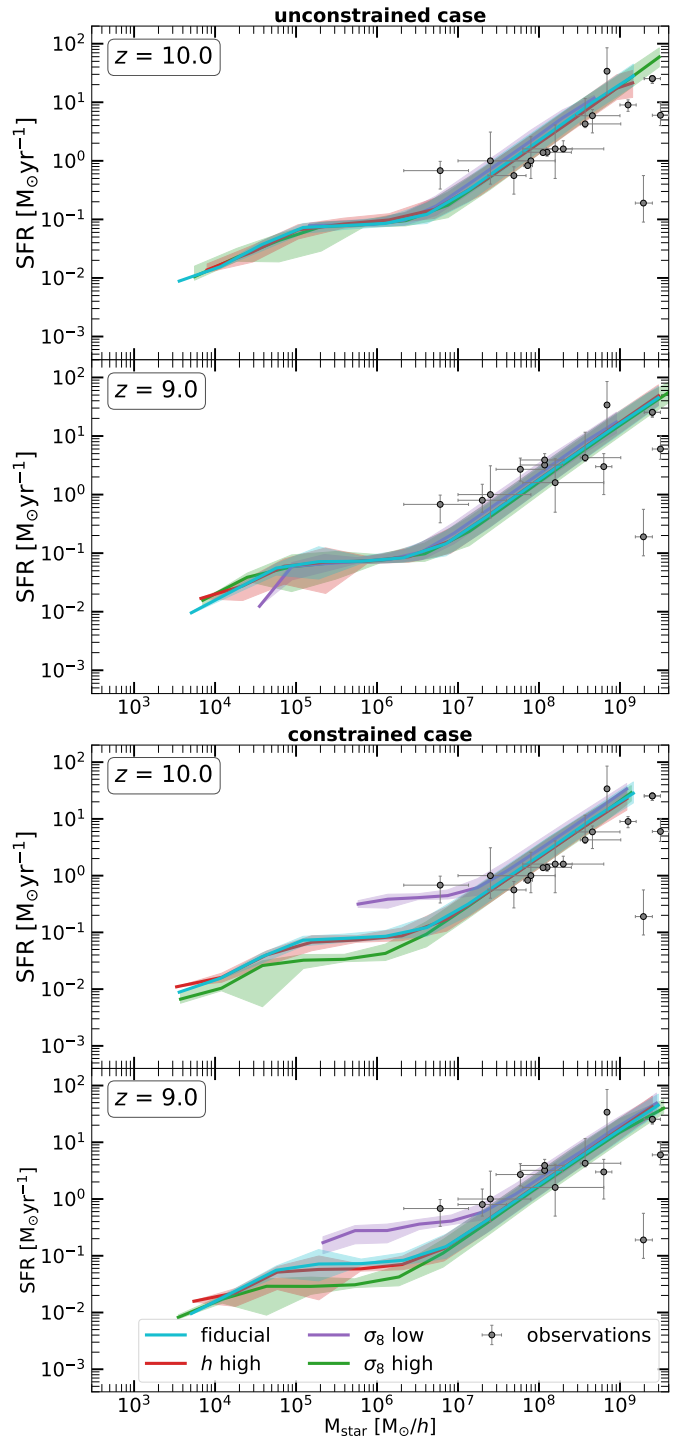 unconstrained case
z = 10.0
10² 10¹ 10⁰ 10⁻¹ 10⁻² 10⁻³
SFR [M⊙yr⁻¹]
z = 9.0
10² 10¹ 10⁰ 10⁻¹ 10⁻² 10⁻³
SFR [M⊙yr⁻¹]
10³ 10⁴ 10⁵ 10⁶ 10⁷ 10⁸ 10⁹
constrained case
z = 10.0
10² 10¹ 10⁰ 10⁻¹ 10⁻² 10⁻³
SFR [M⊙yr⁻¹]
z = 9.0
10² 10¹ 10⁰ 10⁻¹ 10⁻² 10⁻³
SFR [M⊙yr⁻¹]
fiducial σ₈ low observations
h high σ₈ high
10³ 10⁴ 10⁵ 10⁶ 10⁷ 10⁸ 10⁹
Mstar [M⊙/h]